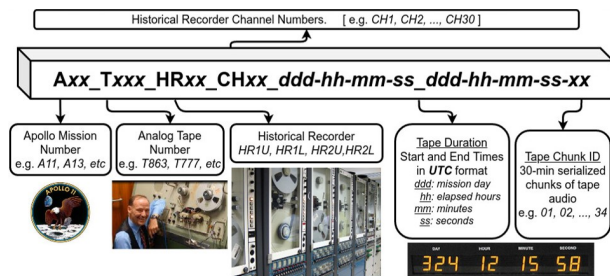 Historical Recorder Channel Numbers. [ e.g. CH1, CH2, ..., CH30 ]
Axx_Txxx_HRxx_CHxx_ddd-hh-mm-ss_ddd-hh-mm-ss-xx
Apollo Mission
Number
e.g. A11, A13, etc
Analog Tape
Number
e.g. T863, T777, etc
Historical Recorder
HR1U, HR1L, HR2U,HR2L
Tape Duration
Start and End Times
in UTC format
ddd: mission day
hh: elapsed hours
mm: minutes
ss: seconds
Tape Chunk ID
30-min serialized
chunks of tape
audio
e.g. 01, 02, ..., 34
APOLLO 11
DAY HOUR MINUTE SECOND
324 12 15 58